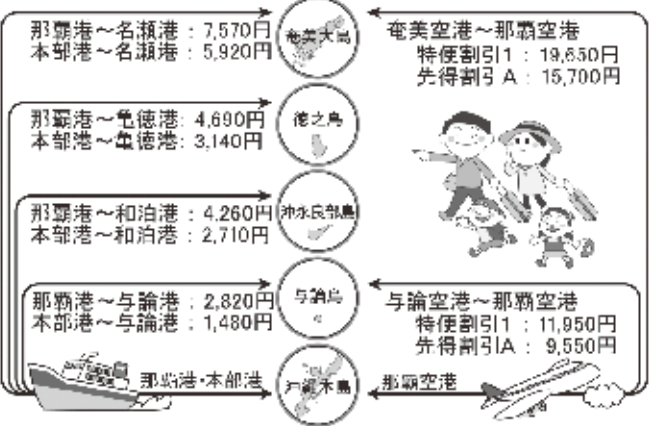 那覇港～名瀬港：7,570円
本部港～名瀬港：5,920円
奄美大島
奄美空港～那覇空港
特便割引1：19,650円
先得割引A：15,700円
那覇港～亀徳港：4,690円
本部港～亀徳港：3,140円
徳之島
那覇港～和泊港：4,260円
本部港～和泊港：2,710円
沖永良部島
那覇港～与論港：2,820円
本部港～与論港：1,480円
与論島
与論空港～那覇空港
特便割引1：11,950円
先得割引A：9,550円
那覇港・本部港
沖縄本島
那覇空港